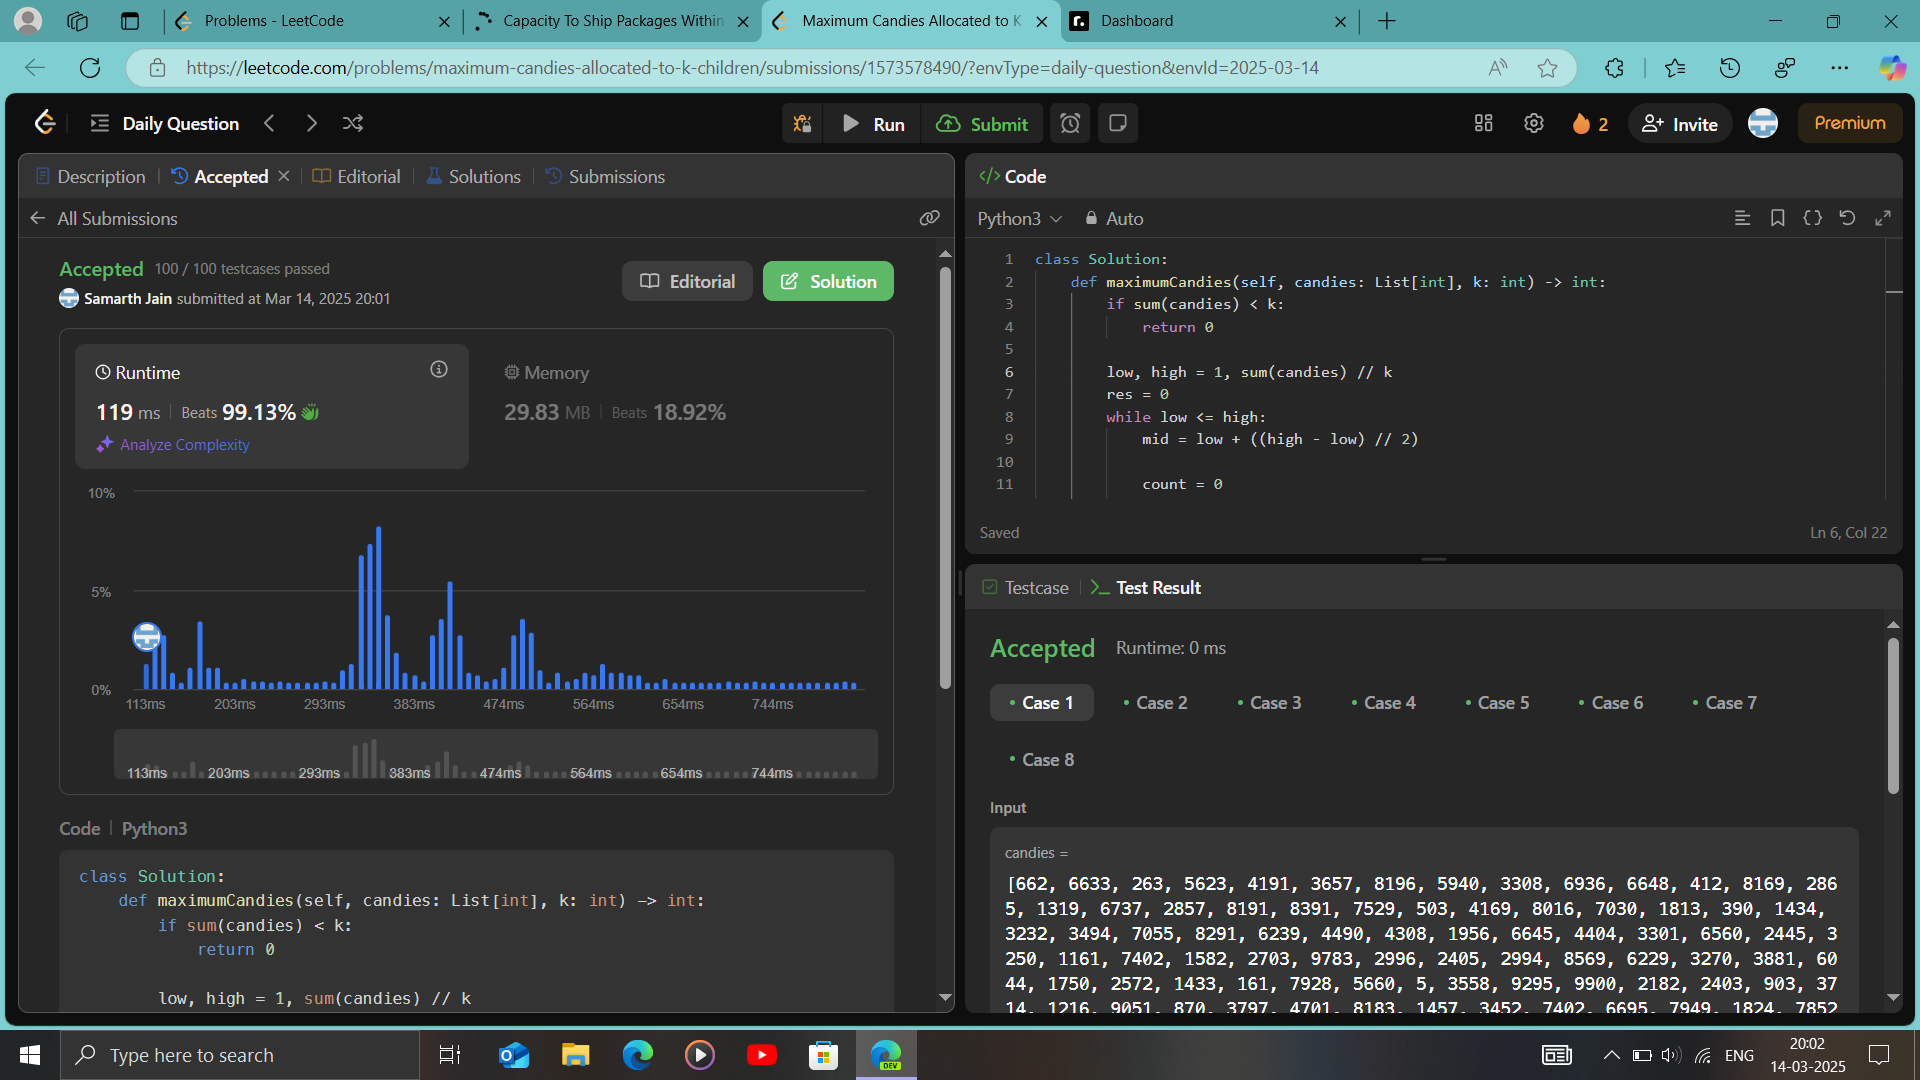 Problems - LeetCode
Capacity To Ship Packages Within
Maximum Candies Allocated to K
Dashboard
https://leetcode.com/problems/maximum-candies-allocated-to-k-children/submissions/1573578490/?envType=daily-question&envId=2025-03-14
Daily Question
Run
Submit
2
Invite
Premium
Description
Accepted
Editorial
Solutions
Submissions
All Submissions
Accepted 100 / 100 testcases passed
Samarth Jain submitted at Mar 14, 2025 20:01
Editorial
Solution
Runtime
119 ms Beats 99.13%
Analyze Complexity
Memory
29.83 MB Beats 18.92%
10%
5%
0%
113ms 203ms 293ms 383ms 474ms 564ms 654ms 744ms
113ms 203ms 293ms 383ms 474ms 564ms 654ms 744ms
Code | Python3
class Solution:
def maximumCandies(self, candies: List[int], k: int) -> int:
if sum(candies) < k:
return 0
low, high = 1, sum(candies) // k
</> Code
Python3
Auto
1 class Solution:
2 def maximumCandies(self, candies: List[int], k: int) -> int:
3 if sum(candies) < k:
4 return 0
5
6 low, high = 1, sum(candies) // k
7 res = 0
8 while low <= high:
9 mid = low + ((high - low) // 2)
10
11 count = 0
Saved
Ln 6, Col 22
Testcase
Test Result
Accepted Runtime: 0 ms
Case 1
Case 2
Case 3
Case 4
Case 5
Case 6
Case 7
Case 8
Input
candies =
[662, 6633, 263, 5623, 4191, 3657, 8196, 5940, 3308, 6936, 6648, 412, 8169, 286
5, 1319, 6737, 2857, 8191, 8391, 7529, 503, 4169, 8016, 7030, 1813, 390, 1434,
3232, 3494, 7055, 8291, 6239, 4490, 4308, 1956, 6645, 4404, 3301, 6560, 2445, 3
250, 1161, 7402, 1582, 2703, 9783, 2996, 2405, 2994, 8569, 6229, 3270, 3881, 60
44, 1750, 2572, 1433, 161, 7928, 5660, 5, 3558, 9295, 9900, 2182, 2403, 903, 37
14, 1216, 9051, 870, 3797, 4701, 8183, 1457, 3452, 7402, 6695, 7949, 1824, 7852
Type here to search
DEV
ENG
20:02
14-03-2025